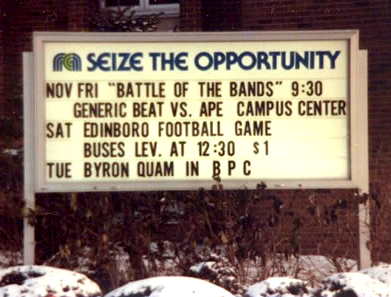 SEIZE THE OPPORTUNITY
NOV FRI "BATTLE OF THE BANDS" 9:30
GENERIC BEAT VS. APE CAMPUS CENTER
SAT EDINBORO FOOTBALL GAME
BUSES LEV. AT 12:30 $1
TUE BYRON QUAM IN B P C